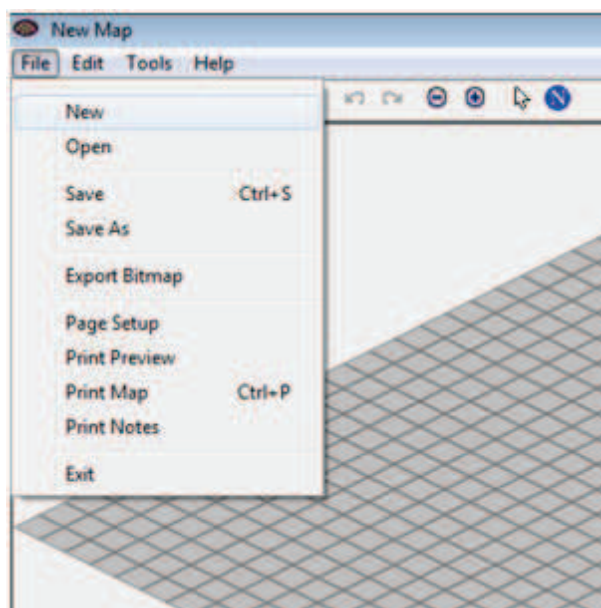 New Map
File Edit Tools Help
New
Open
Save Ctrl+S
Save As
Export Bitmap
Page Setup
Print Preview
Print Map Ctrl+P
Print Notes
Exit